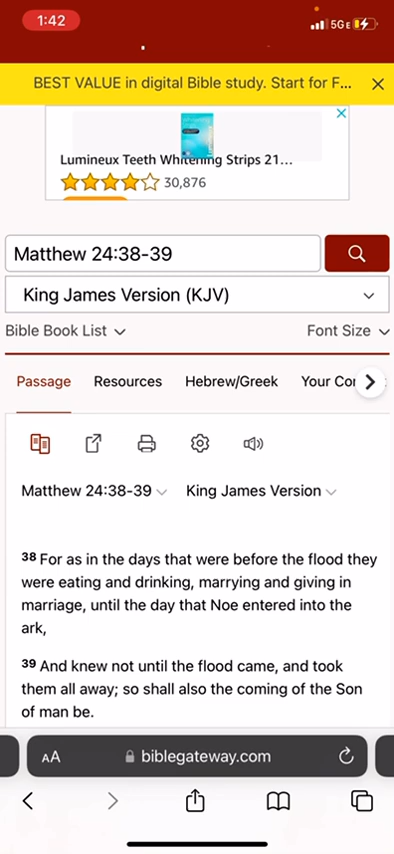 1:42
5GE
BEST VALUE in digital Bible study. Start for F...
Lumineux Teeth Whitening Strips 21...
30,876
Matthew 24:38-39
King James Version (KJV)
Bible Book List
Font Size
Passage Resources Hebrew/Greek Your Co
Matthew 24:38-39 King James Version
38 For as in the days that were before the flood they
were eating and drinking, marrying and giving in
marriage, until the day that Noe entered into the
ark,
39 And knew not until the flood came, and took
them all away; so shall also the coming of the Son
of man be.
AA biblegateway.com